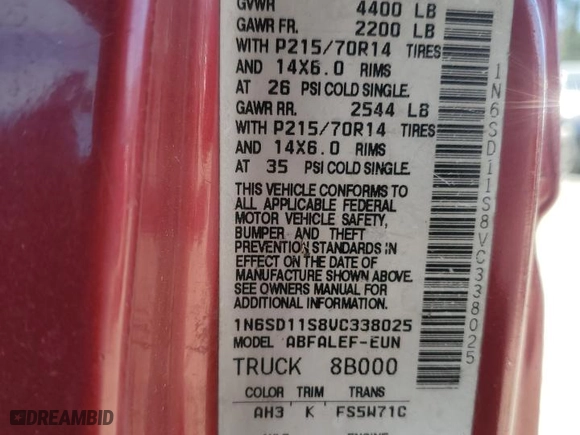 GVWR 4400 LB
GAWR FR. 2200 LB
WITH P215/70R14 TIRES
AND 14X6.0 RIMS
AT 26 PSI COLD SINGLE.
GAWR RR. 2544 LB
WITH P215/70R14 TIRES
AND 14X6.0 RIMS
AT 35 PSI COLD SINGLE.
THIS VEHICLE CONFORMS TO
ALL APPLICABLE FEDERAL
MOTOR VEHICLE SAFETY,
BUMPER AND THEFT
PREVENTION STANDARDS IN
EFFECT ON THE DATE OF
MANUFACTURE SHOWN ABOVE.
SEE OWNERS MANUAL FOR
ADDITIONAL INFORMATION.
1N6SD11S8VC338025
MODEL ABFALEF-EUN
TRUCK 8B000
COLOR TRIM TRANS
AH3 K FS5W71C
1N6SD11S8VC338025
AUTOBIDCAR